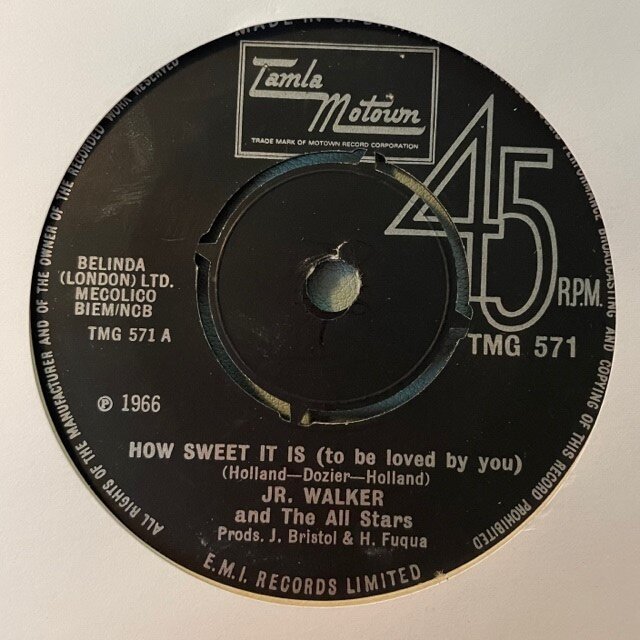 MADE IN
Tamla
Motown
TRADE MARK OF MOTOWN RECORD CORPORATION
45
R.P.M.
BELINDA
(LONDON) LTD.
MECOLICO
BIEM/NCB
TMG 571 A
TMG 571
℗ 1966
HOW SWEET IT IS (to be loved by you)
(Holland—Dozier—Holland)
JR. WALKER
and The All Stars
Prods. J. Bristol & H. Fuqua
E.M.I. RECORDS LIMITED
ALL RIGHTS OF THE MANUFACTURER AND OF THE OWNER OF THE RECORDED WORK RESERVED
BROADCASTING AND COPYING OF THIS RECORD PROHIBITED